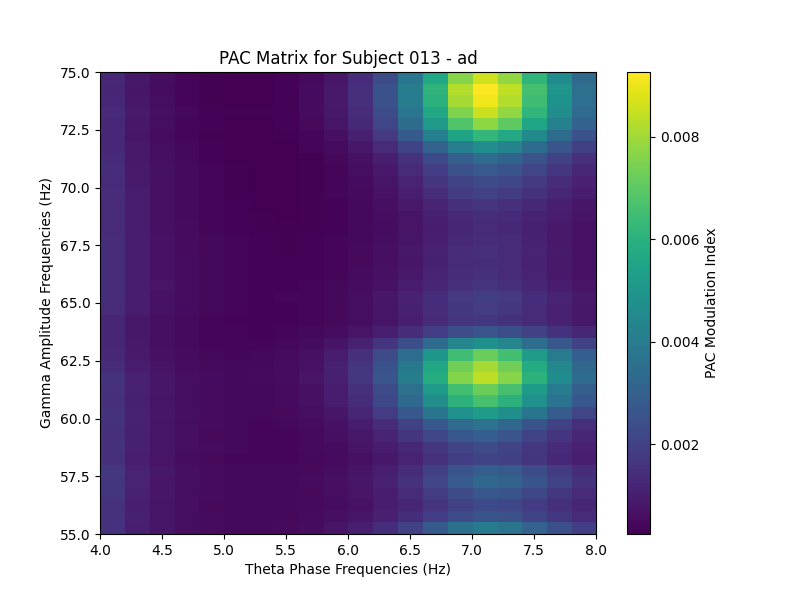 PAC Matrix for Subject 013 - ad
75.0
72.5
70.0
67.5
65.0
62.5
60.0
57.5
55.0
Gamma Amplitude Frequencies (Hz)
4.0 4.5 5.0 5.5 6.0 6.5 7.0 7.5 8.0
Theta Phase Frequencies (Hz)
0.008
0.006
0.004
0.002
PAC Modulation Index